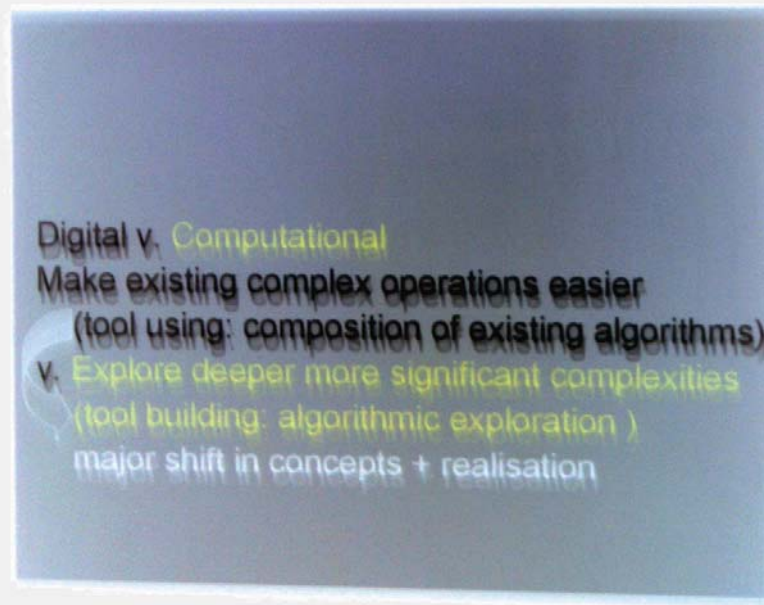 Digital v. Computational
Make existing complex operations easier
(tool using: composition of existing algorithms)
v. Explore deeper more significant complexities
(tool building: algorithmic exploration )
major shift in concepts + realisation